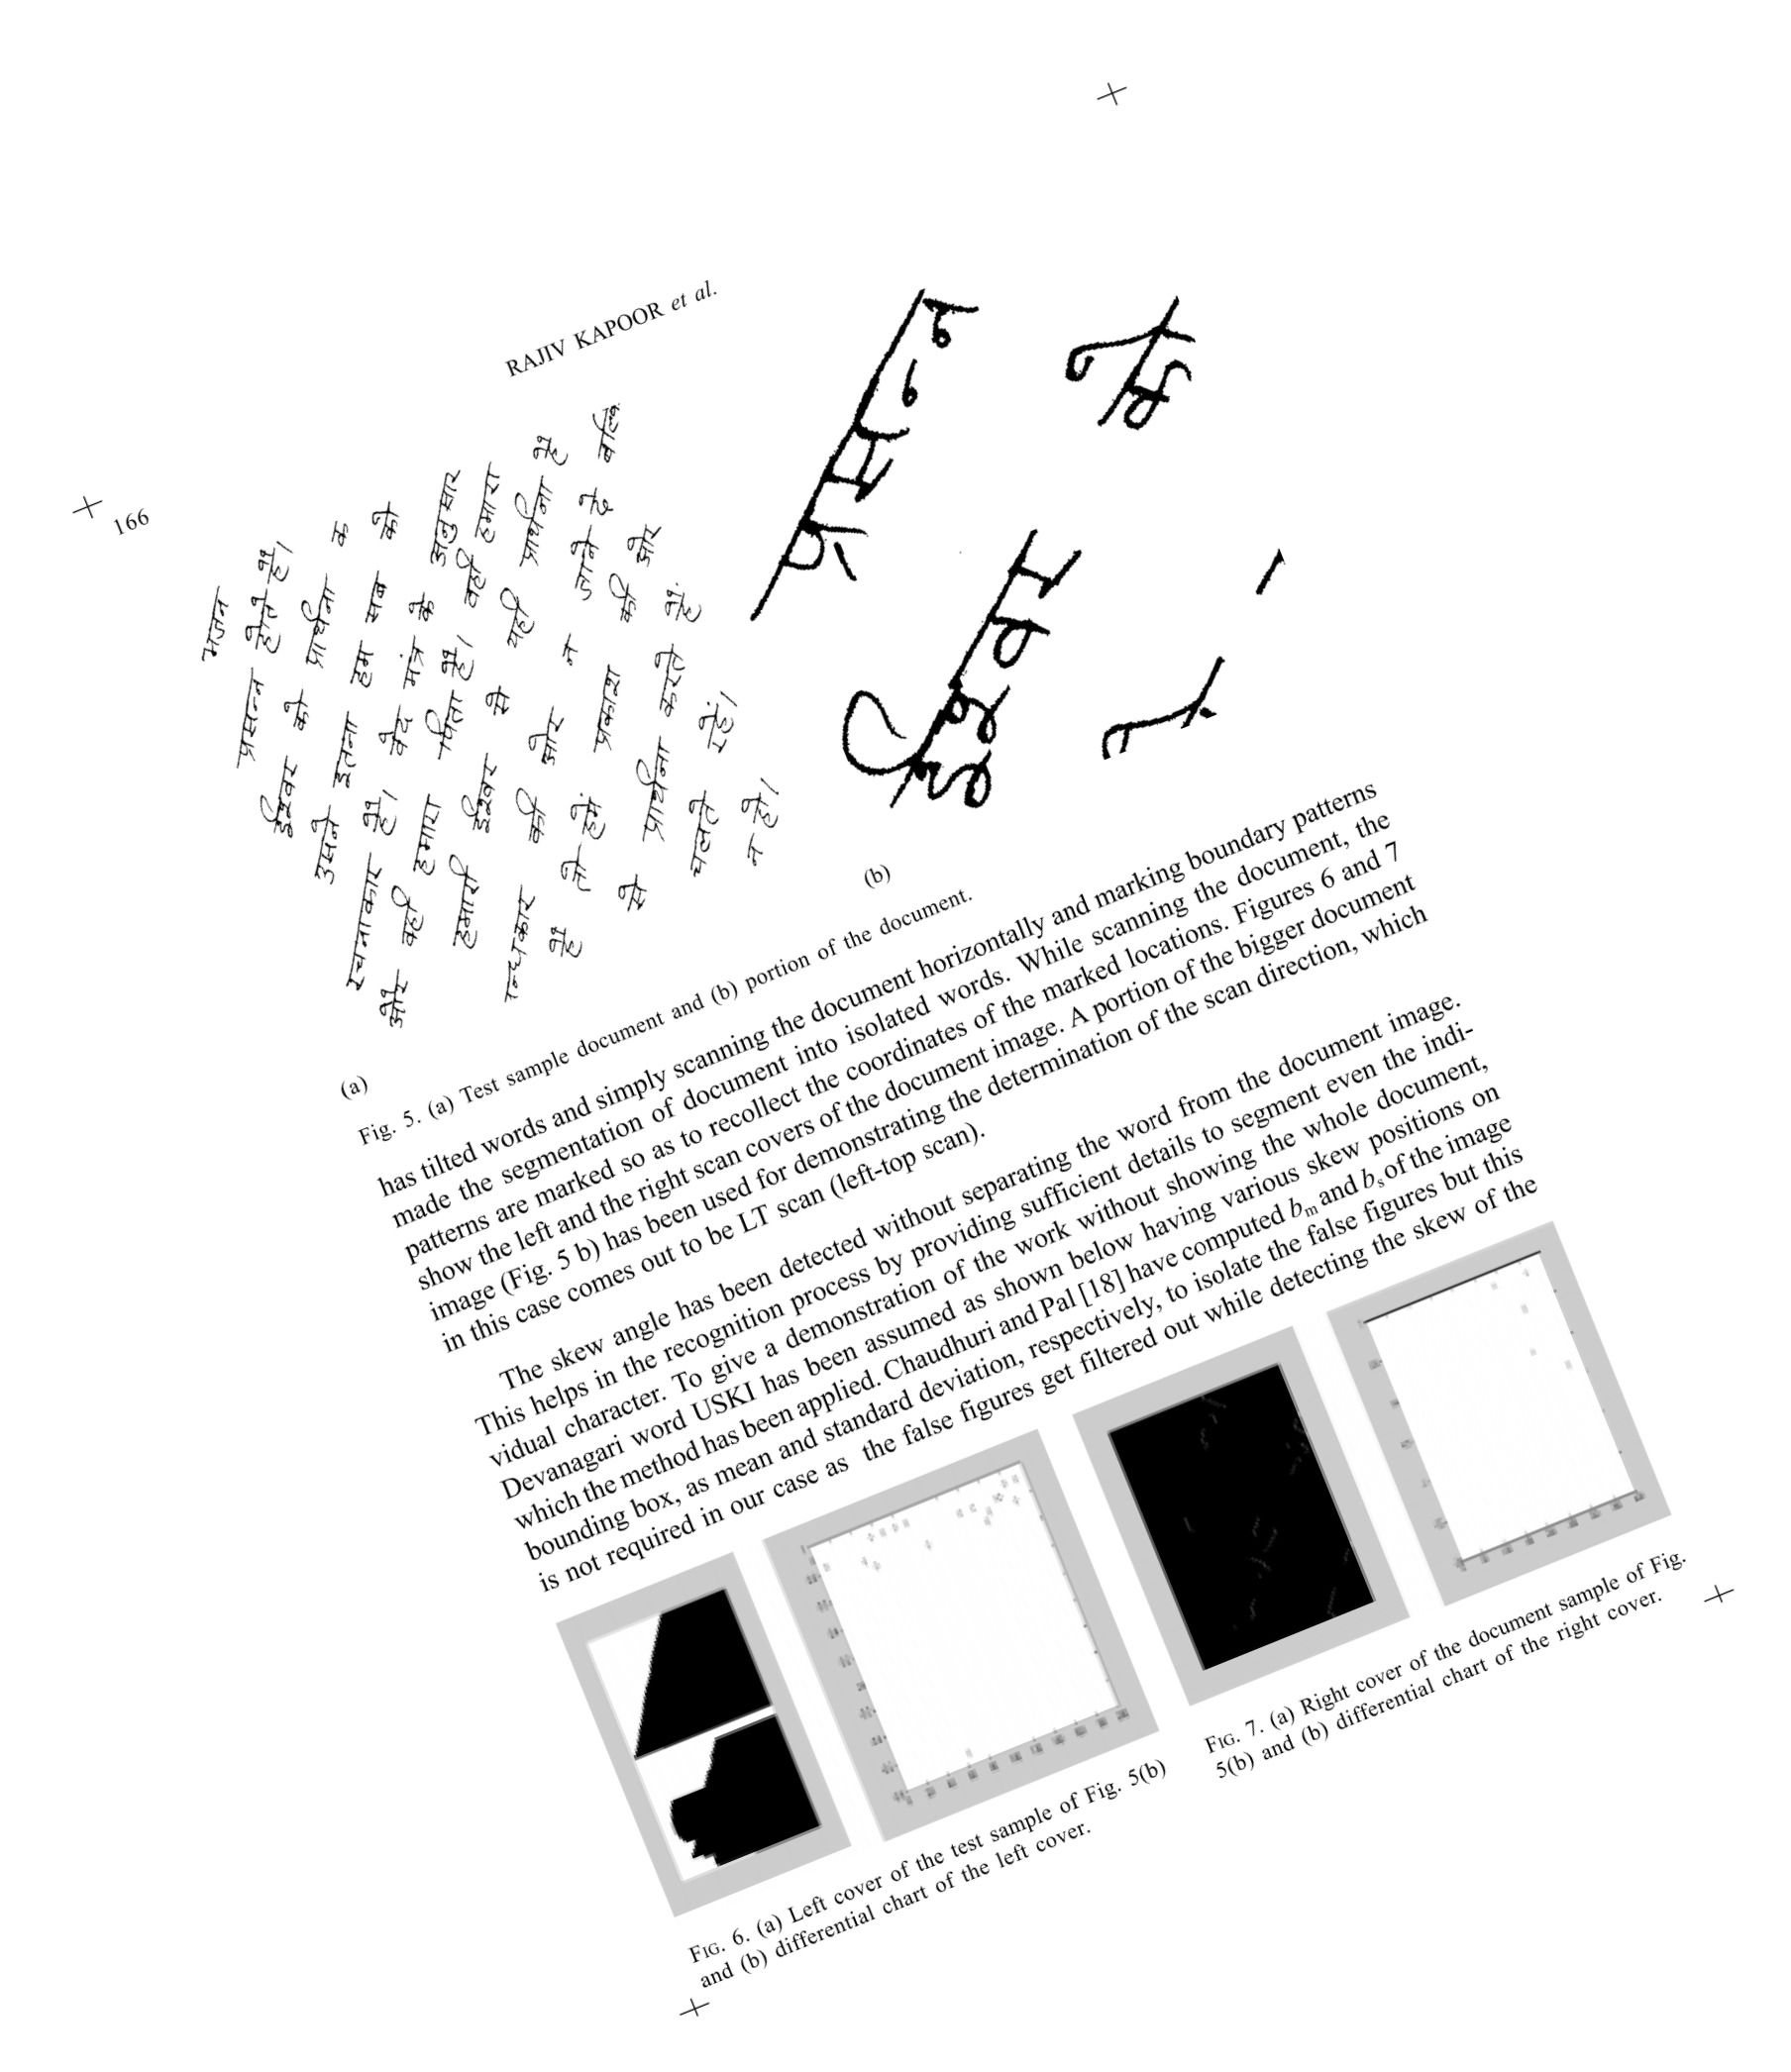 166
RAJIV KAPOOR et al.
भजन
प्रसन्न होते हैं।
ईश्वर को प्रार्थना क
उसने इतना हम सब को
रचनाकार है। वेद मंत्र के अनुसार
और वही हमारा पिता है। वही हमारा
हमारी ईश्वर से यही प्रार्थना है
न्धकार की ओर न जाने दे
है तो हमें प्रकाश की ओर
से प्रार्थना करते हैं
चलते रहें।
न हो।
(a)
(b)
Fig. 5. (a) Test sample document and (b) portion of the document.
has tilted words and simply scanning the document horizontally and marking boundary patterns
made the segmentation of document into isolated words. While scanning the document, the
patterns are marked so as to recollect the coordinates of the marked locations. Figures 6 and 7
show the left and the right scan covers of the document image. A portion of the bigger document
image (Fig. 5 b) has been used for demonstrating the determination of the scan direction, which
in this case comes out to be LT scan (left-top scan).
The skew angle has been detected without separating the word from the document image.
This helps in the recognition process by providing sufficient details to segment even the indi-
vidual character. To give a demonstration of the work without showing the whole document,
Devanagari word USKI has been assumed as shown below having various skew positions on
which the method has been applied. Chaudhuri and Pal [18] have computed bm and bs of the image
bounding box, as mean and standard deviation, respectively, to isolate the false figures but this
is not required in our case as the false figures get filtered out while detecting the skew of the
FIG. 6. (a) Left cover of the test sample of Fig. 5(b)
and (b) differential chart of the left cover.
FIG. 7. (a) Right cover of the document sample of Fig.
5(b) and (b) differential chart of the right cover.